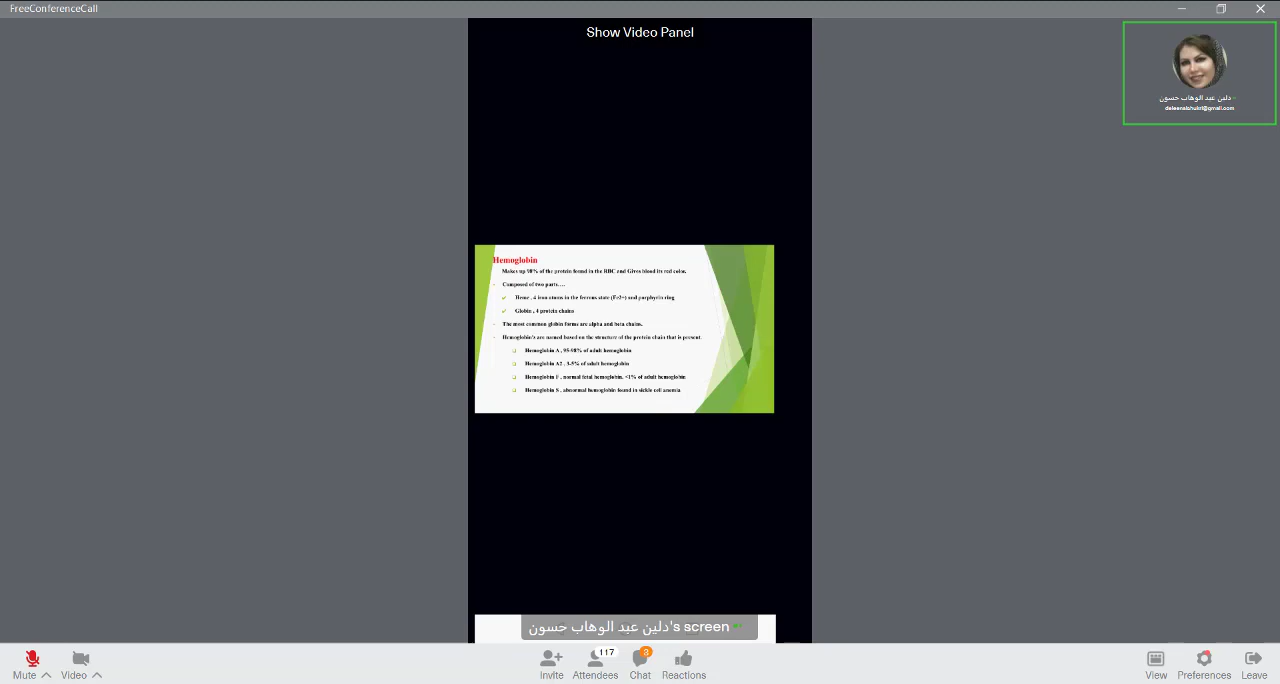 FreeConferenceCall
Show Video Panel
دلين عبد الوهاب حسون
deleenalshukri@gmail.com
Hemoglobin
Makes up 98% of the protein found in the RBC and Gives blood its red color.
Composed of two parts….
Heme , 4 iron atoms in the ferrous state (Fe2+) and porphyrin ring
Globin , 4 protein chains
The most common globin forms are alpha and beta chains.
Hemoglobin's are named based on the structure of the protein chain that is present.
Hemoglobin A , 95-98% of adult hemoglobin
Hemoglobin A2 , 3-5% of adult hemoglobin
Hemoglobin F , normal fetal hemoglobin, <1% of adult hemoglobin
Hemoglobin S , abnormal hemoglobin found in sickle cell anemia
دلين عبد الوهاب حسون's screen
117
3
Mute
Video
Invite
Attendees
Chat
Reactions
View
Preferences
Leave